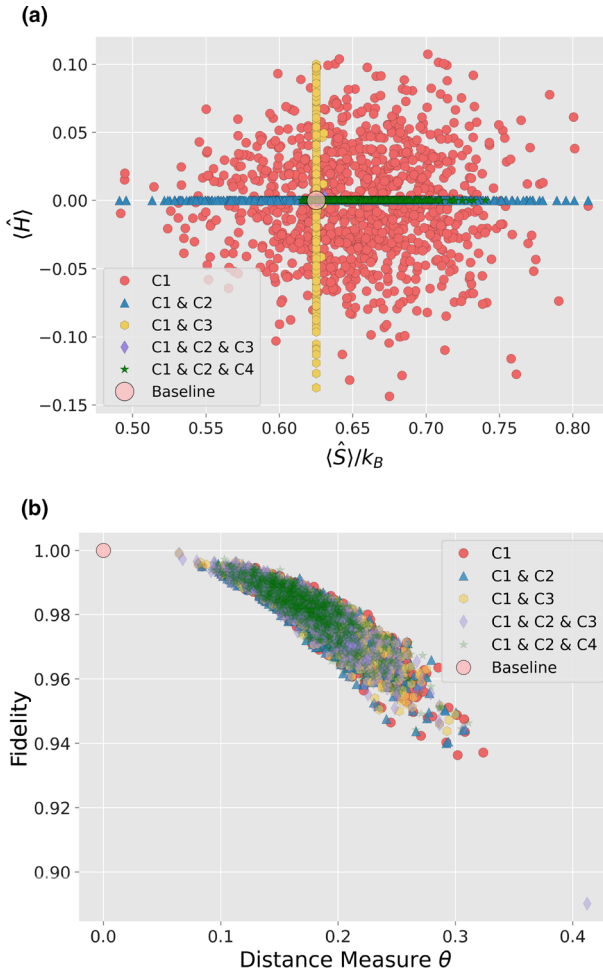 (a)
0.10
0.05
0.00
−0.05
−0.10
−0.15
⟨Ĥ⟩
C1
C1 & C2
C1 & C3
C1 & C2 & C3
C1 & C2 & C4
Baseline
0.50 0.55 0.60 0.65 0.70 0.75 0.80
⟨Ŝ⟩/k_B
(b)
1.00
0.98
0.96
0.94
0.92
0.90
Fidelity
C1
C1 & C2
C1 & C3
C1 & C2 & C3
C1 & C2 & C4
Baseline
0.0 0.1 0.2 0.3 0.4
Distance Measure θ